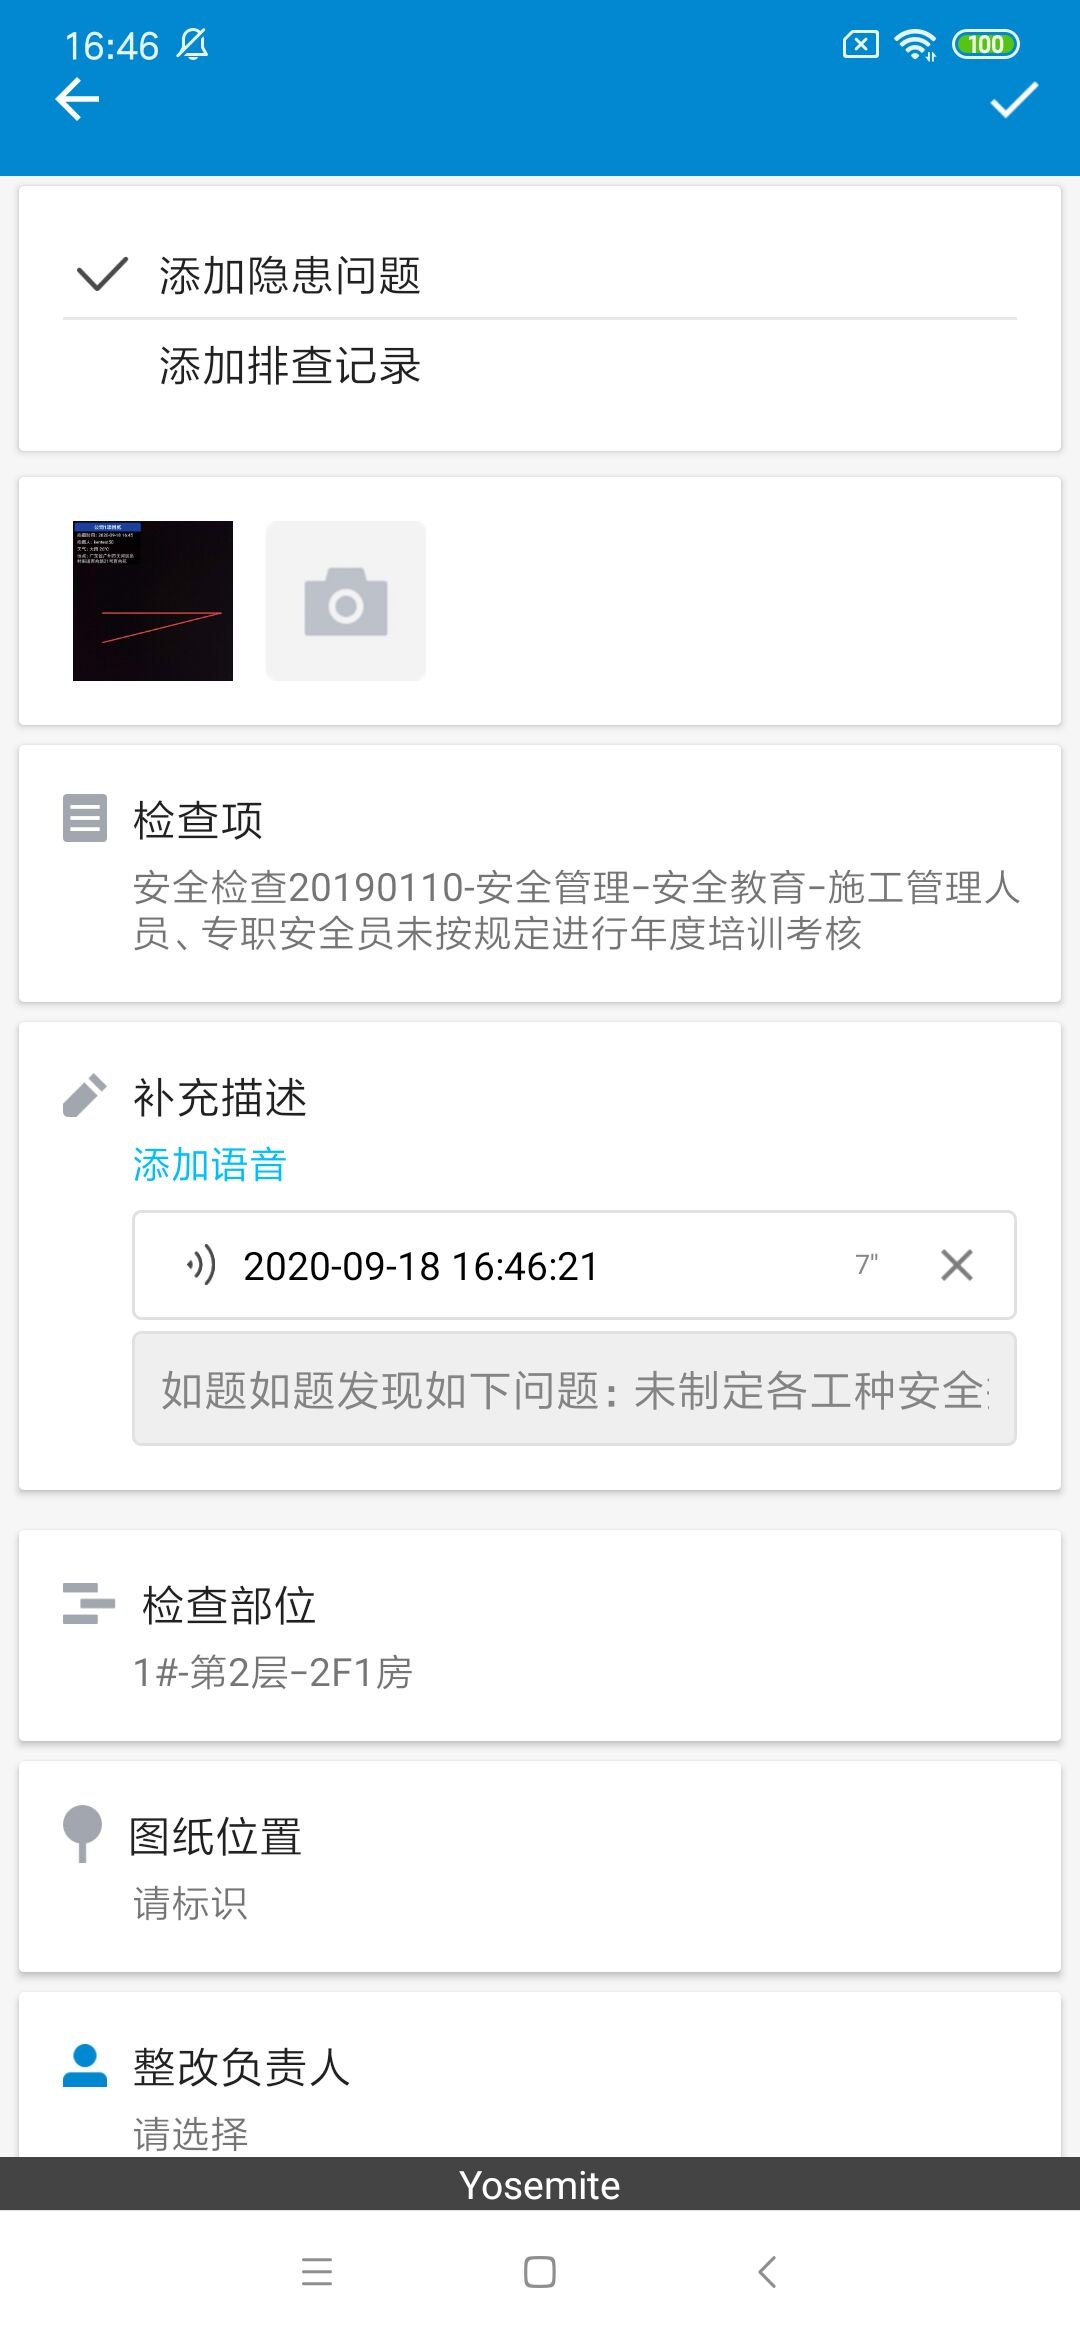 16:46
100
添加隐患问题
添加排查记录
检查项
安全检查20190110-安全管理-安全教育-施工管理人
员、专职安全员未按规定进行年度培训考核
补充描述
添加语音
2020-09-18 16:46:21
7"
如题如题发现如下问题：未制定各工种安全
检查部位
1#-第2层-2F1房
图纸位置
请标识
整改负责人
请选择
Yosemite